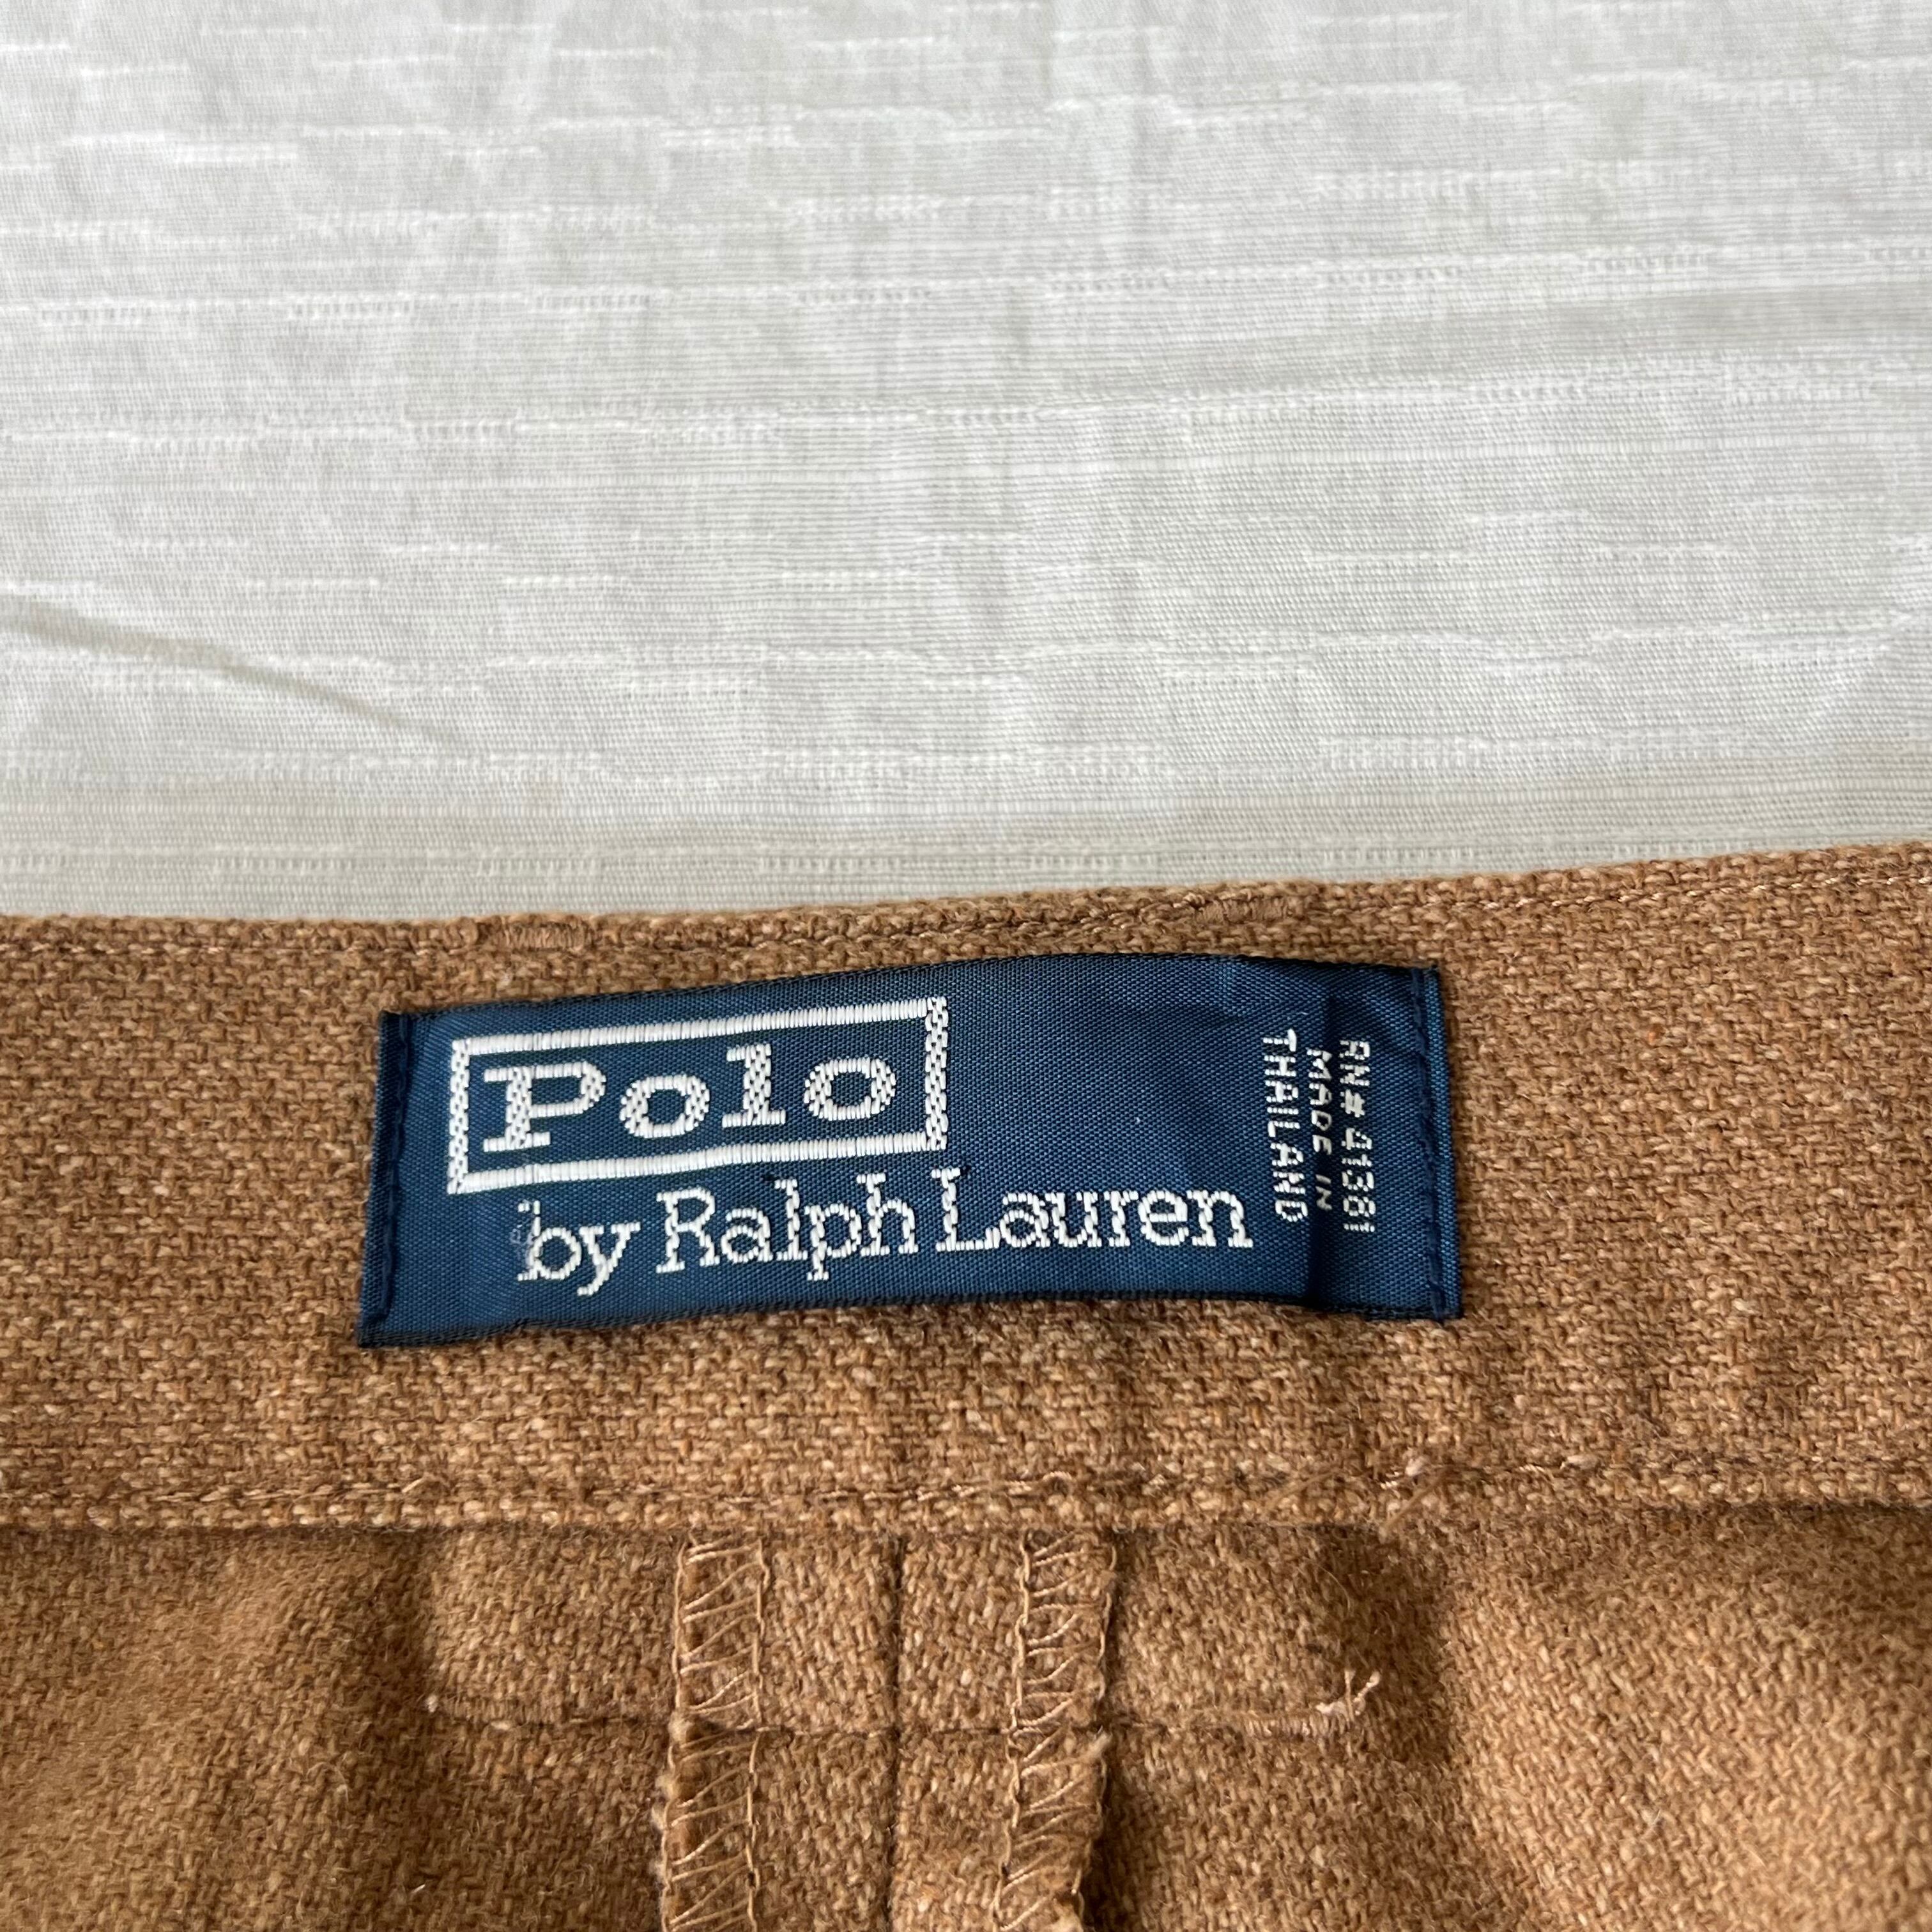 Polo
by Ralph Lauren
RN# 41381
MADE IN
THAILAND